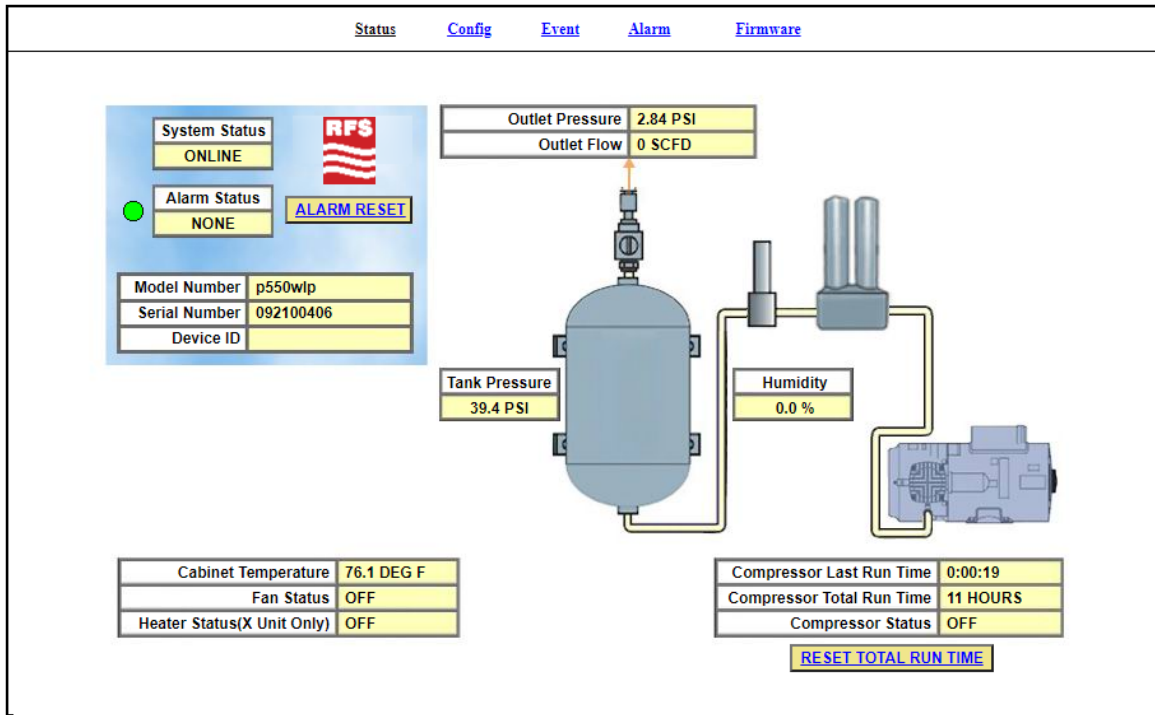 Status Config Event Alarm Firmware
System Status
ONLINE
RFS
Alarm Status
NONE
ALARM RESET
Model Number p550wlp
Serial Number 092100406
Device ID
Outlet Pressure 2.84 PSI
Outlet Flow 0 SCFD
Tank Pressure
39.4 PSI
Humidity
0.0 %
Cabinet Temperature 76.1 DEG F
Fan Status OFF
Heater Status(X Unit Only) OFF
Compressor Last Run Time 0:00:19
Compressor Total Run Time 11 HOURS
Compressor Status OFF
RESET TOTAL RUN TIME